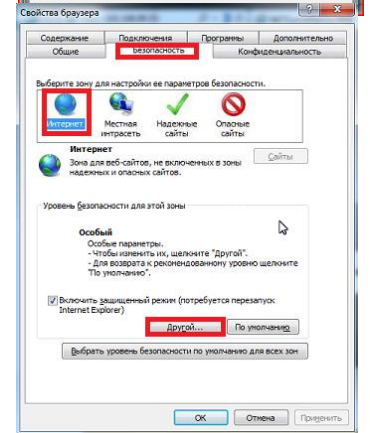 Свойства браузера
Содержание Подключения Программы Дополнительно
Общие Безопасность Конфиденциальность
Выберите зону для настройки ее параметров безопасности.
Интернет Местная интрасеть Надежные сайты Опасные сайты
Интернет
Зона для веб-сайтов, не включенных в зоны
надежных и опасных сайтов.
Сайты
Уровень безопасности для этой зоны
Особый
Особые параметры.
- Чтобы изменить их, щелкните "Другой".
- Для возврата к рекомендованному уровню щелкните
"По умолчанию".
Включить защищенный режим (потребуется перезапуск
Internet Explorer)
Другой... По умолчанию
Выбрать уровень безопасности по умолчанию для всех зон
ОК Отмена Применить